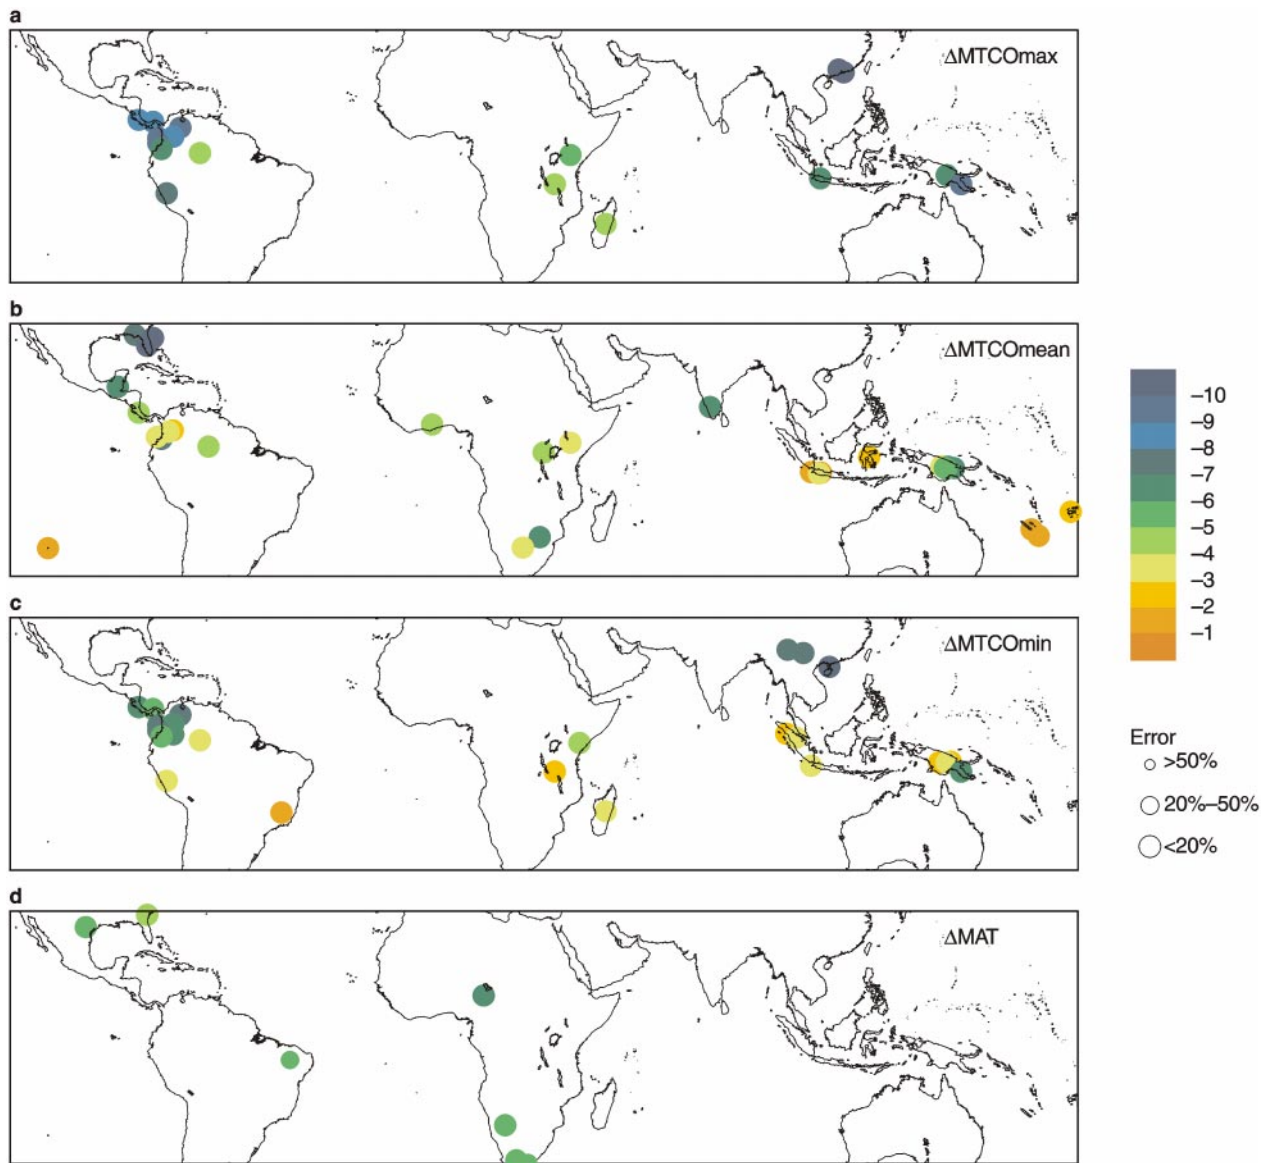 a
ΔMTCOmax
b
ΔMTCOmean
–10
–9
–8
–7
–6
–5
–4
–3
–2
–1
c
ΔMTCOmin
Error
>50%
20%–50%
<20%
d
ΔMAT